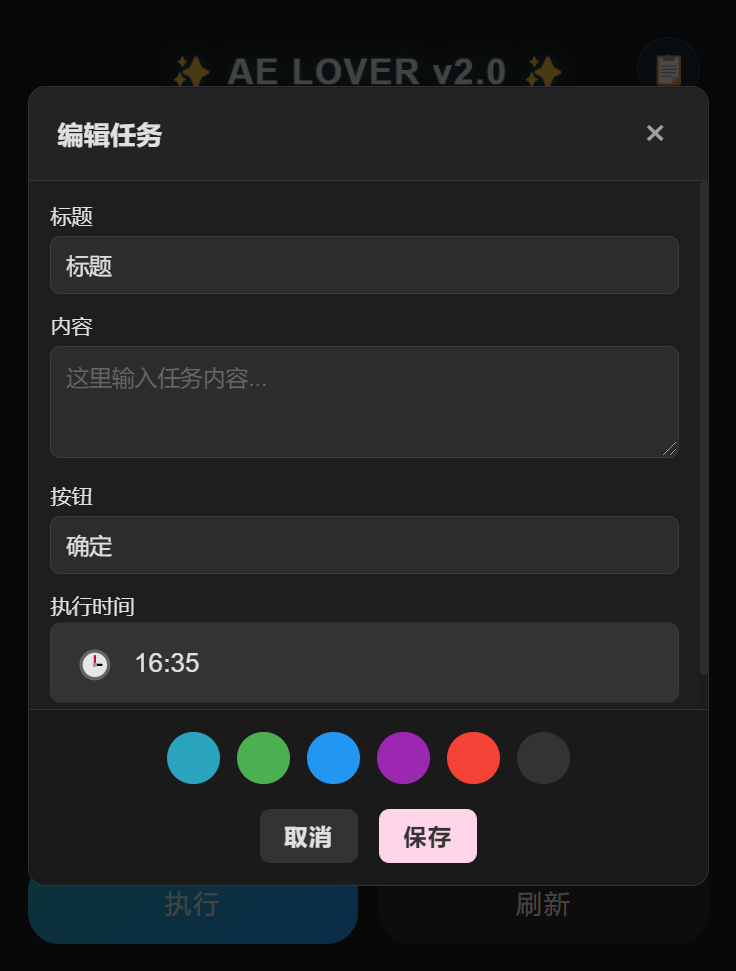 ✨ AE LOVER v2.0 ✨
编辑任务
×
标题
标题
内容
这里输入任务内容...
按钮
确定
执行时间
16:35
取消
保存
执行
刷新